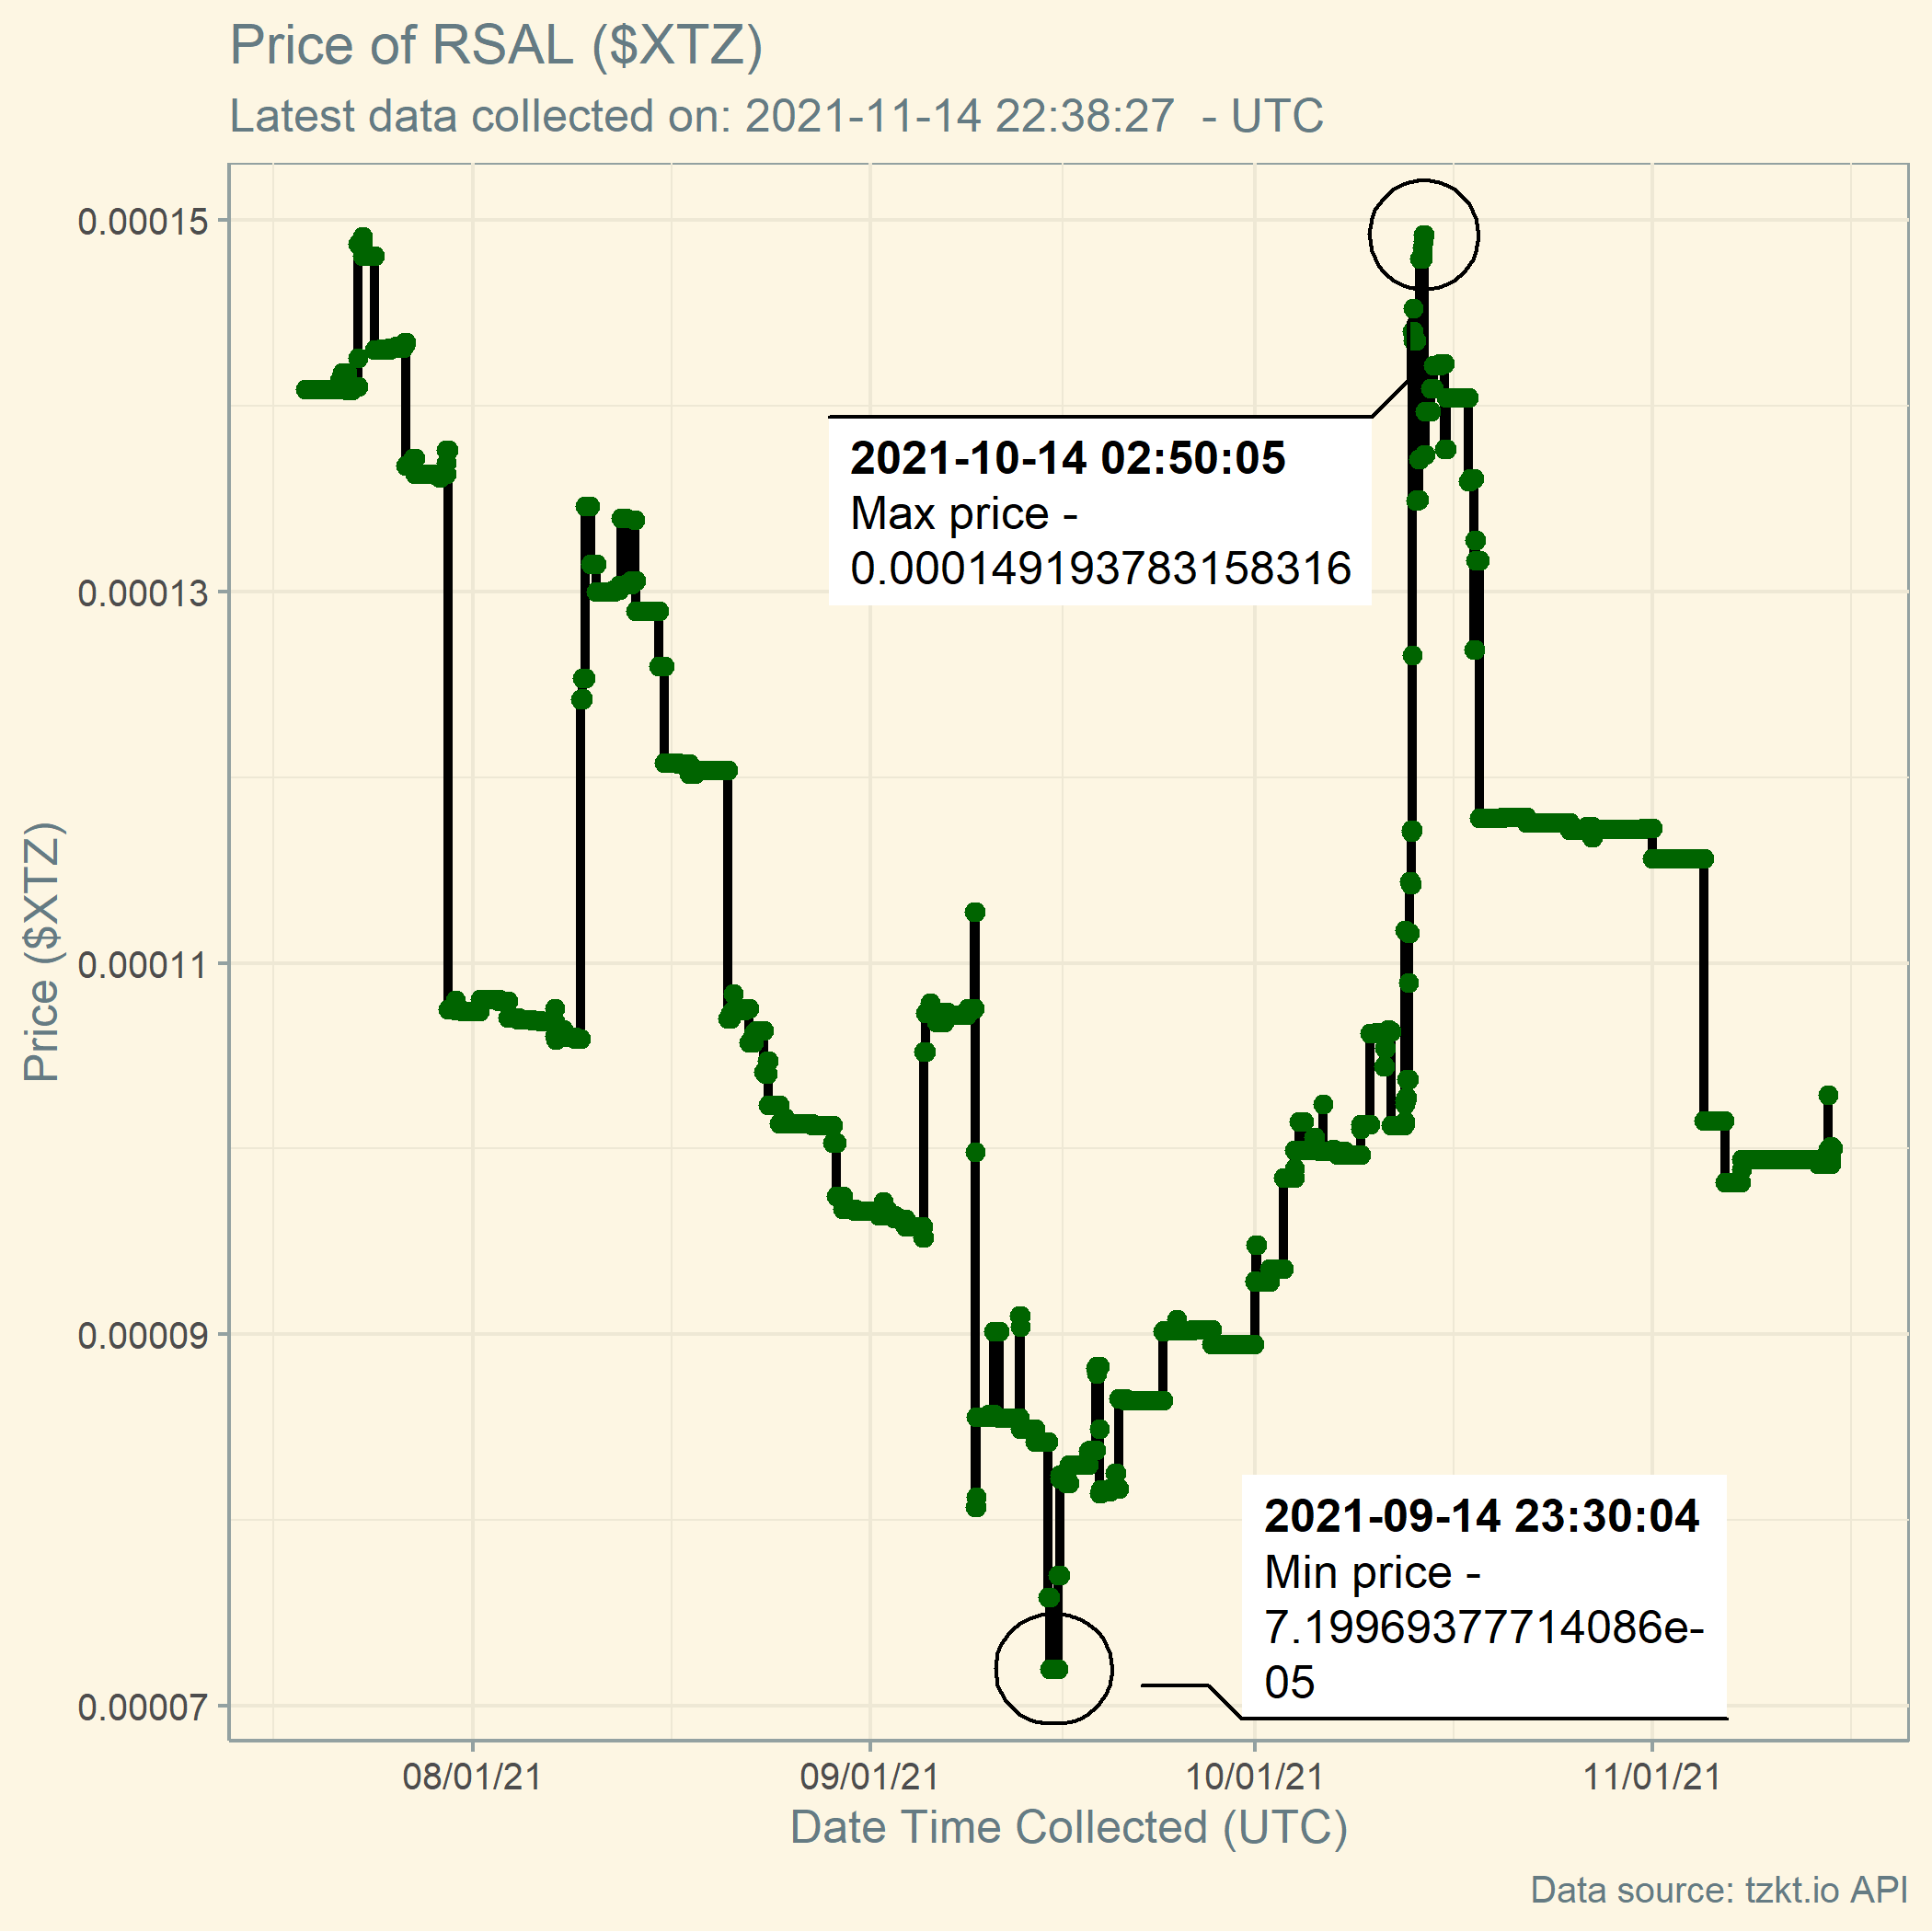 Price of RSAL ($XTZ)
Latest data collected on: 2021-11-14 22:38:27  - UTC
Price ($XTZ)
0.00015
0.00013
0.00011
0.00009
0.00007
2021-10-14 02:50:05
Max price -
0.000149193783158316
2021-09-14 23:30:04
Min price -
7.19969377714086e-
05
08/01/21
09/01/21
10/01/21
11/01/21
Date Time Collected (UTC)
Data source: tzkt.io API